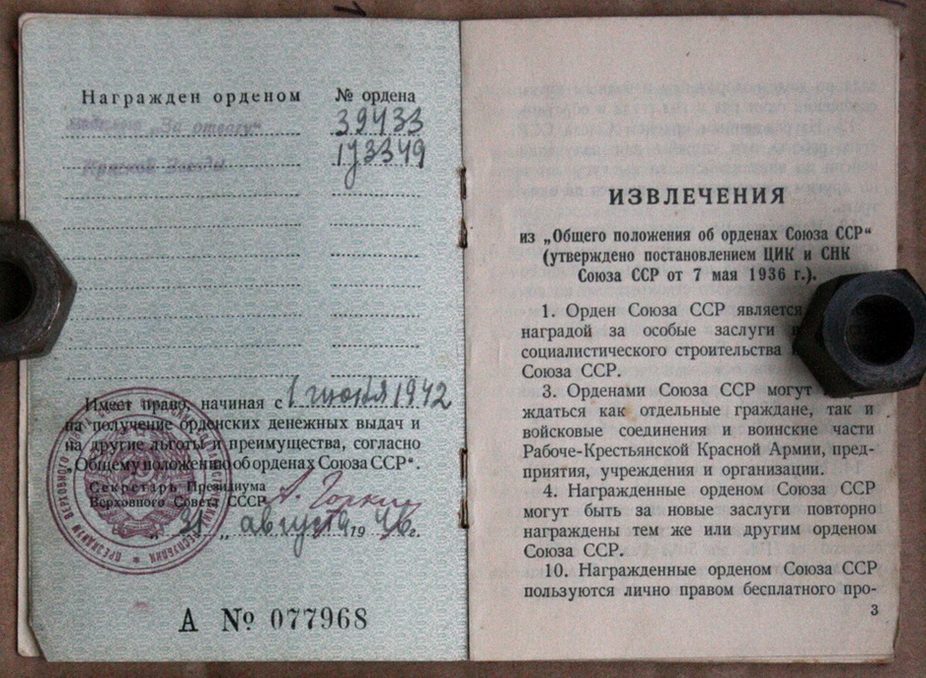 Награжден орденом № ордена
Медалью „За отвагу“ 39433
Красной Звезды 173349
Имеет право, начиная с 1 июня 1942
на получение орденских денежных выдач и
на другие льготы и преимущества, согласно
„Общему положению об орденах Союза ССР“.
Секретарь Президиума
Верховного Совета СССР А. Горкин
„ 31 „ августа 19 46 г.
А № 077968
ИЗВЛЕЧЕНИЯ
из „Общего положения об орденах Союза ССР“
(утверждено постановлением ЦИК и СНК
Союза ССР от 7 мая 1936 г.).
1. Орден Союза ССР является
наградой за особые заслуги
социалистического строительства
Союза ССР.
3. Орденами Союза ССР могут
ждаться как отдельные граждане, так и
войсковые соединения и воинские части
Рабоче-Крестьянской Красной Армии, пред-
приятия, учреждения и организации.
4. Награжденные орденом Союза ССР
могут быть за новые заслуги повторно
награждены тем же или другим орденом
Союза ССР.
10. Награжденные орденом Союза ССР
пользуются лично правом бесплатного про-
3